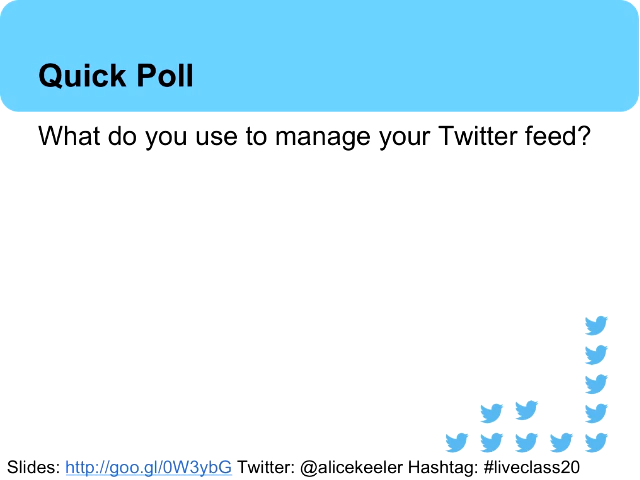 Quick Poll
What do you use to manage your Twitter feed?
Slides: http://goo.gl/0W3ybG Twitter: @alicekeeler Hashtag: #liveclass20